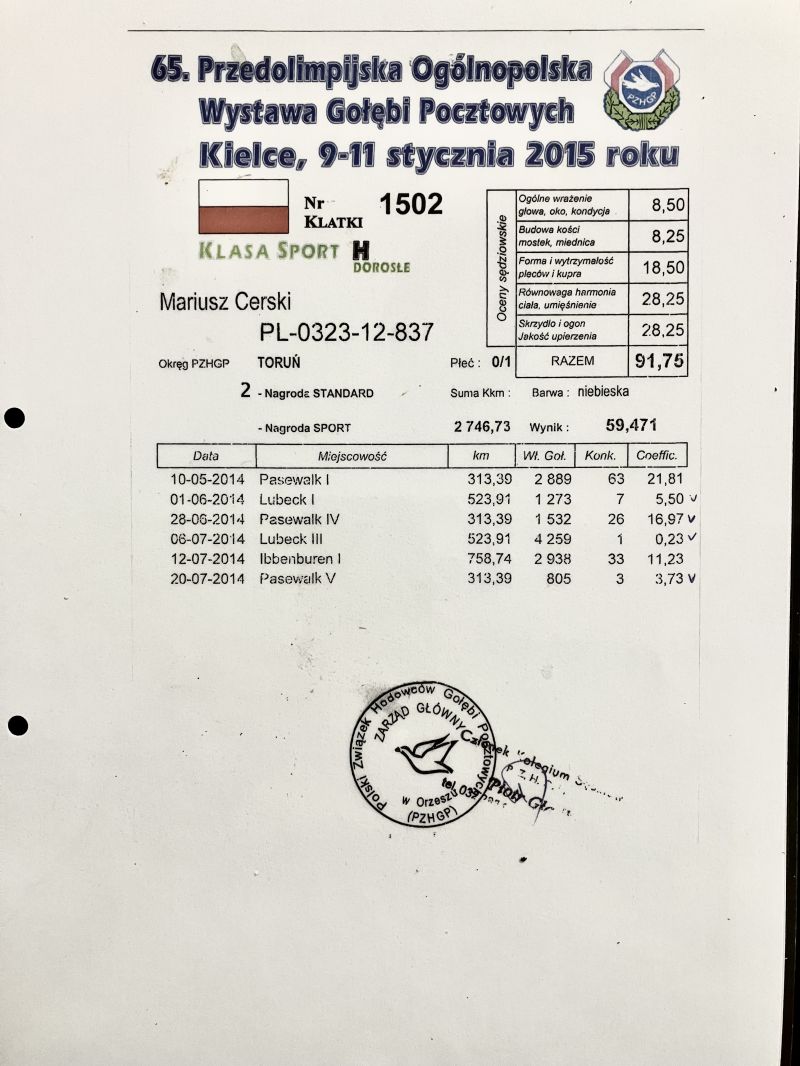 65. Przedolimpijska Ogólnopolska
Wystawa Gołębi Pocztowych
Kielce, 9-11 stycznia 2015 roku
PZHGP
Nr KLATKI 1502
KLASA SPORT H
DOROSŁE
Mariusz Cerski
PL-0323-12-837
Oceny sędziowskie
Ogólne wrażenie głowa, oko, kondycja 8,50
Budowa kości mostek, miednica 8,25
Forma i wytrzymałość pleców i kupra 18,50
Równowaga harmonia ciała, umięśnienie 28,25
Skrzydło i ogon Jakość upierzenia 28,25
Okręg PZHGP TORUŃ Płeć : 0/1 RAZEM 91,75
2 - Nagroda STANDARD Suma Kkm : Barwa : niebieska
- Nagroda SPORT 2 746,73 Wynik : 59,471
Data Miejscowość km Wł. Goł. Konk. Coeffic.
10-05-2014 Pasewalk I 313,39 2 889 63 21,81
01-06-2014 Lubeck I 523,91 1 273 7 5,50
28-06-2014 Pasewalk IV 313,39 1 532 26 16,97
06-07-2014 Lubeck III 523,91 4 259 1 0,23
12-07-2014 Ibbenburen I 758,74 2 938 33 11,23
20-07-2014 Pasewalk V 313,39 805 3 3,73
Polski Związek Hodowców Gołębi Pocztowych
ZARZĄD GŁÓWNY
w Orzeszu
(PZHGP)
Członek Kolegium
P. Z. H.
Piotr
tel.